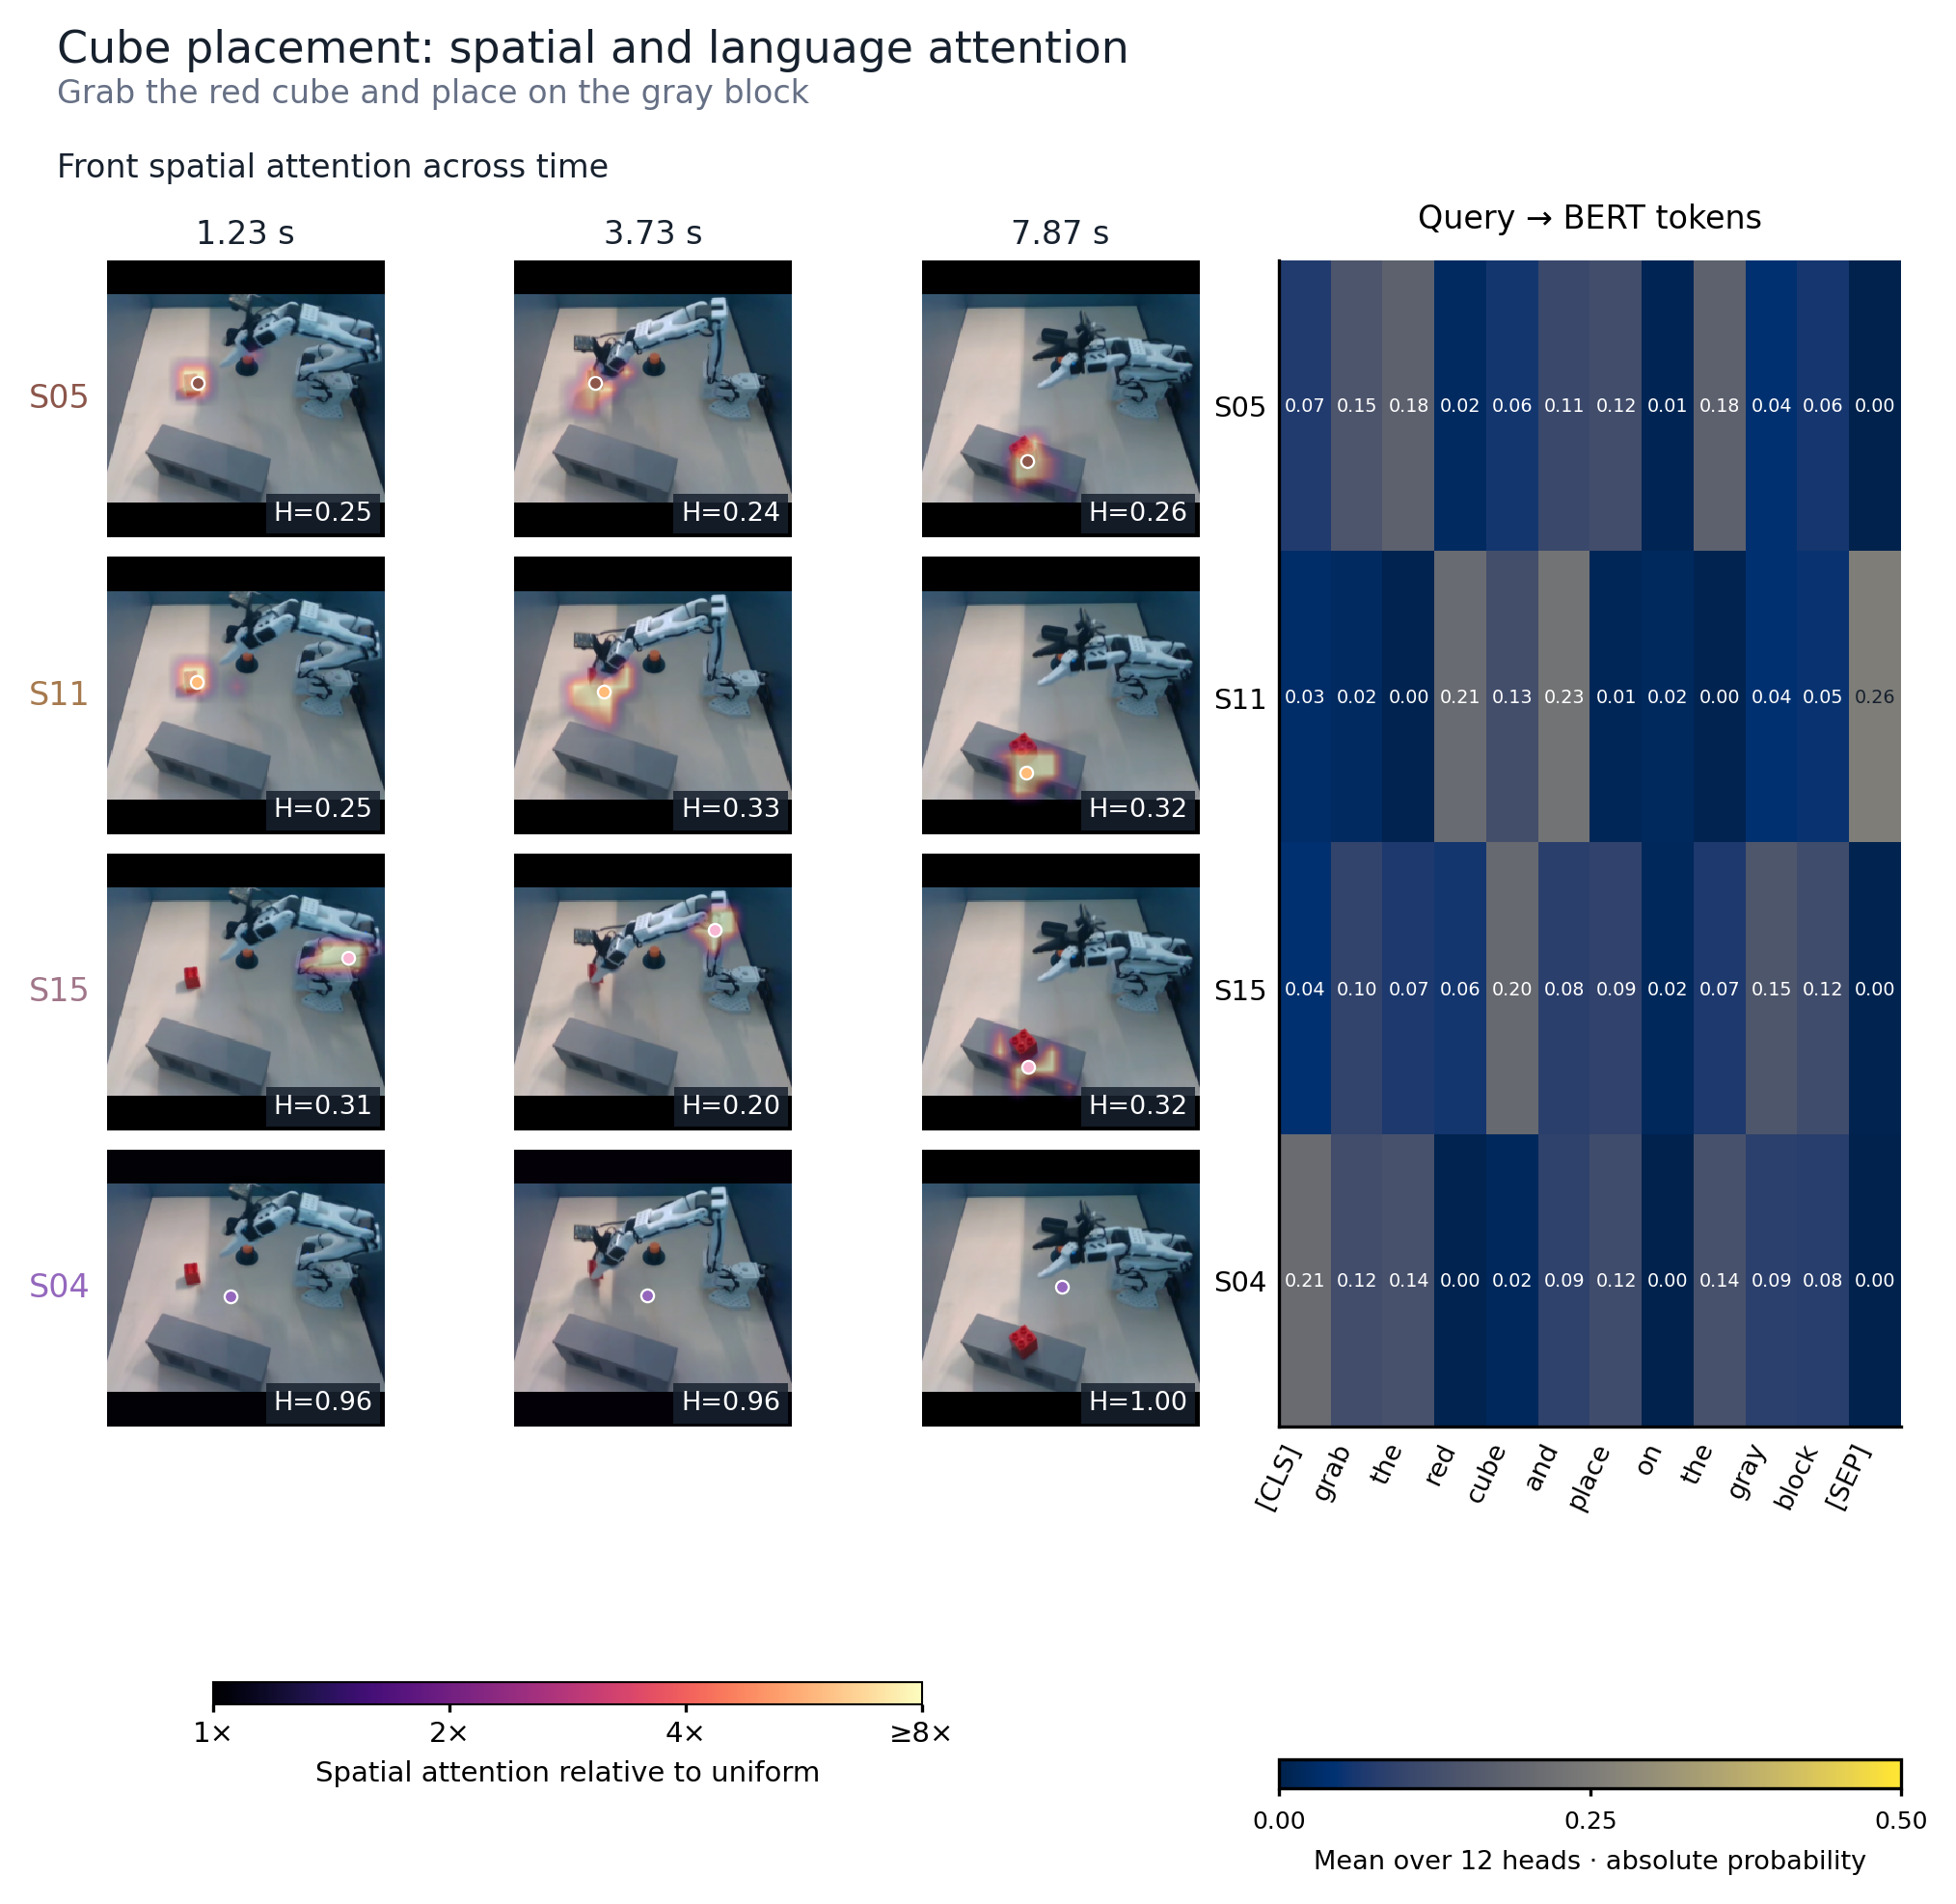 Cube placement: spatial and language attention
Grab the red cube and place on the gray block
Front spatial attention across time
1.23 s 3.73 s 7.87 s
Query → BERT tokens
S05
H=0.25 H=0.24 H=0.26
S11
H=0.25 H=0.33 H=0.32
S15
H=0.31 H=0.20 H=0.32
S04
H=0.96 H=0.96 H=1.00
S05 0.07 0.15 0.18 0.02 0.06 0.11 0.12 0.01 0.18 0.04 0.06 0.00
S11 0.03 0.02 0.00 0.21 0.13 0.23 0.01 0.02 0.00 0.04 0.05 0.26
S15 0.04 0.10 0.07 0.06 0.20 0.08 0.09 0.02 0.07 0.15 0.12 0.00
S04 0.21 0.12 0.14 0.00 0.02 0.09 0.12 0.00 0.14 0.09 0.08 0.00
[CLS] grab the red cube and place on the gray block [SEP]
1× 2× 4× ≥8×
Spatial attention relative to uniform
0.00 0.25 0.50
Mean over 12 heads · absolute probability